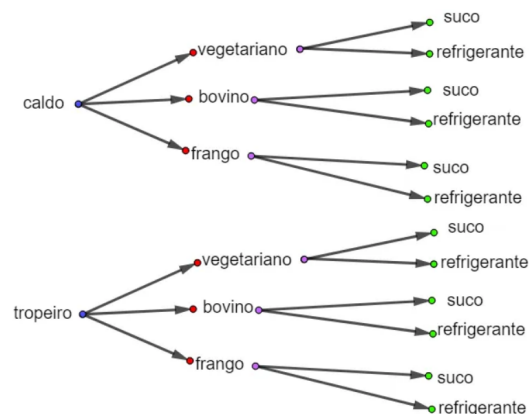 suco
vegetariano
refrigerante
suco
bovino
caldo
refrigerante
frango
suco
refrigerante
suco
vegetariano
refrigerante
suco
bovino
tropeiro
refrigerante
frango
suco
refrigerante